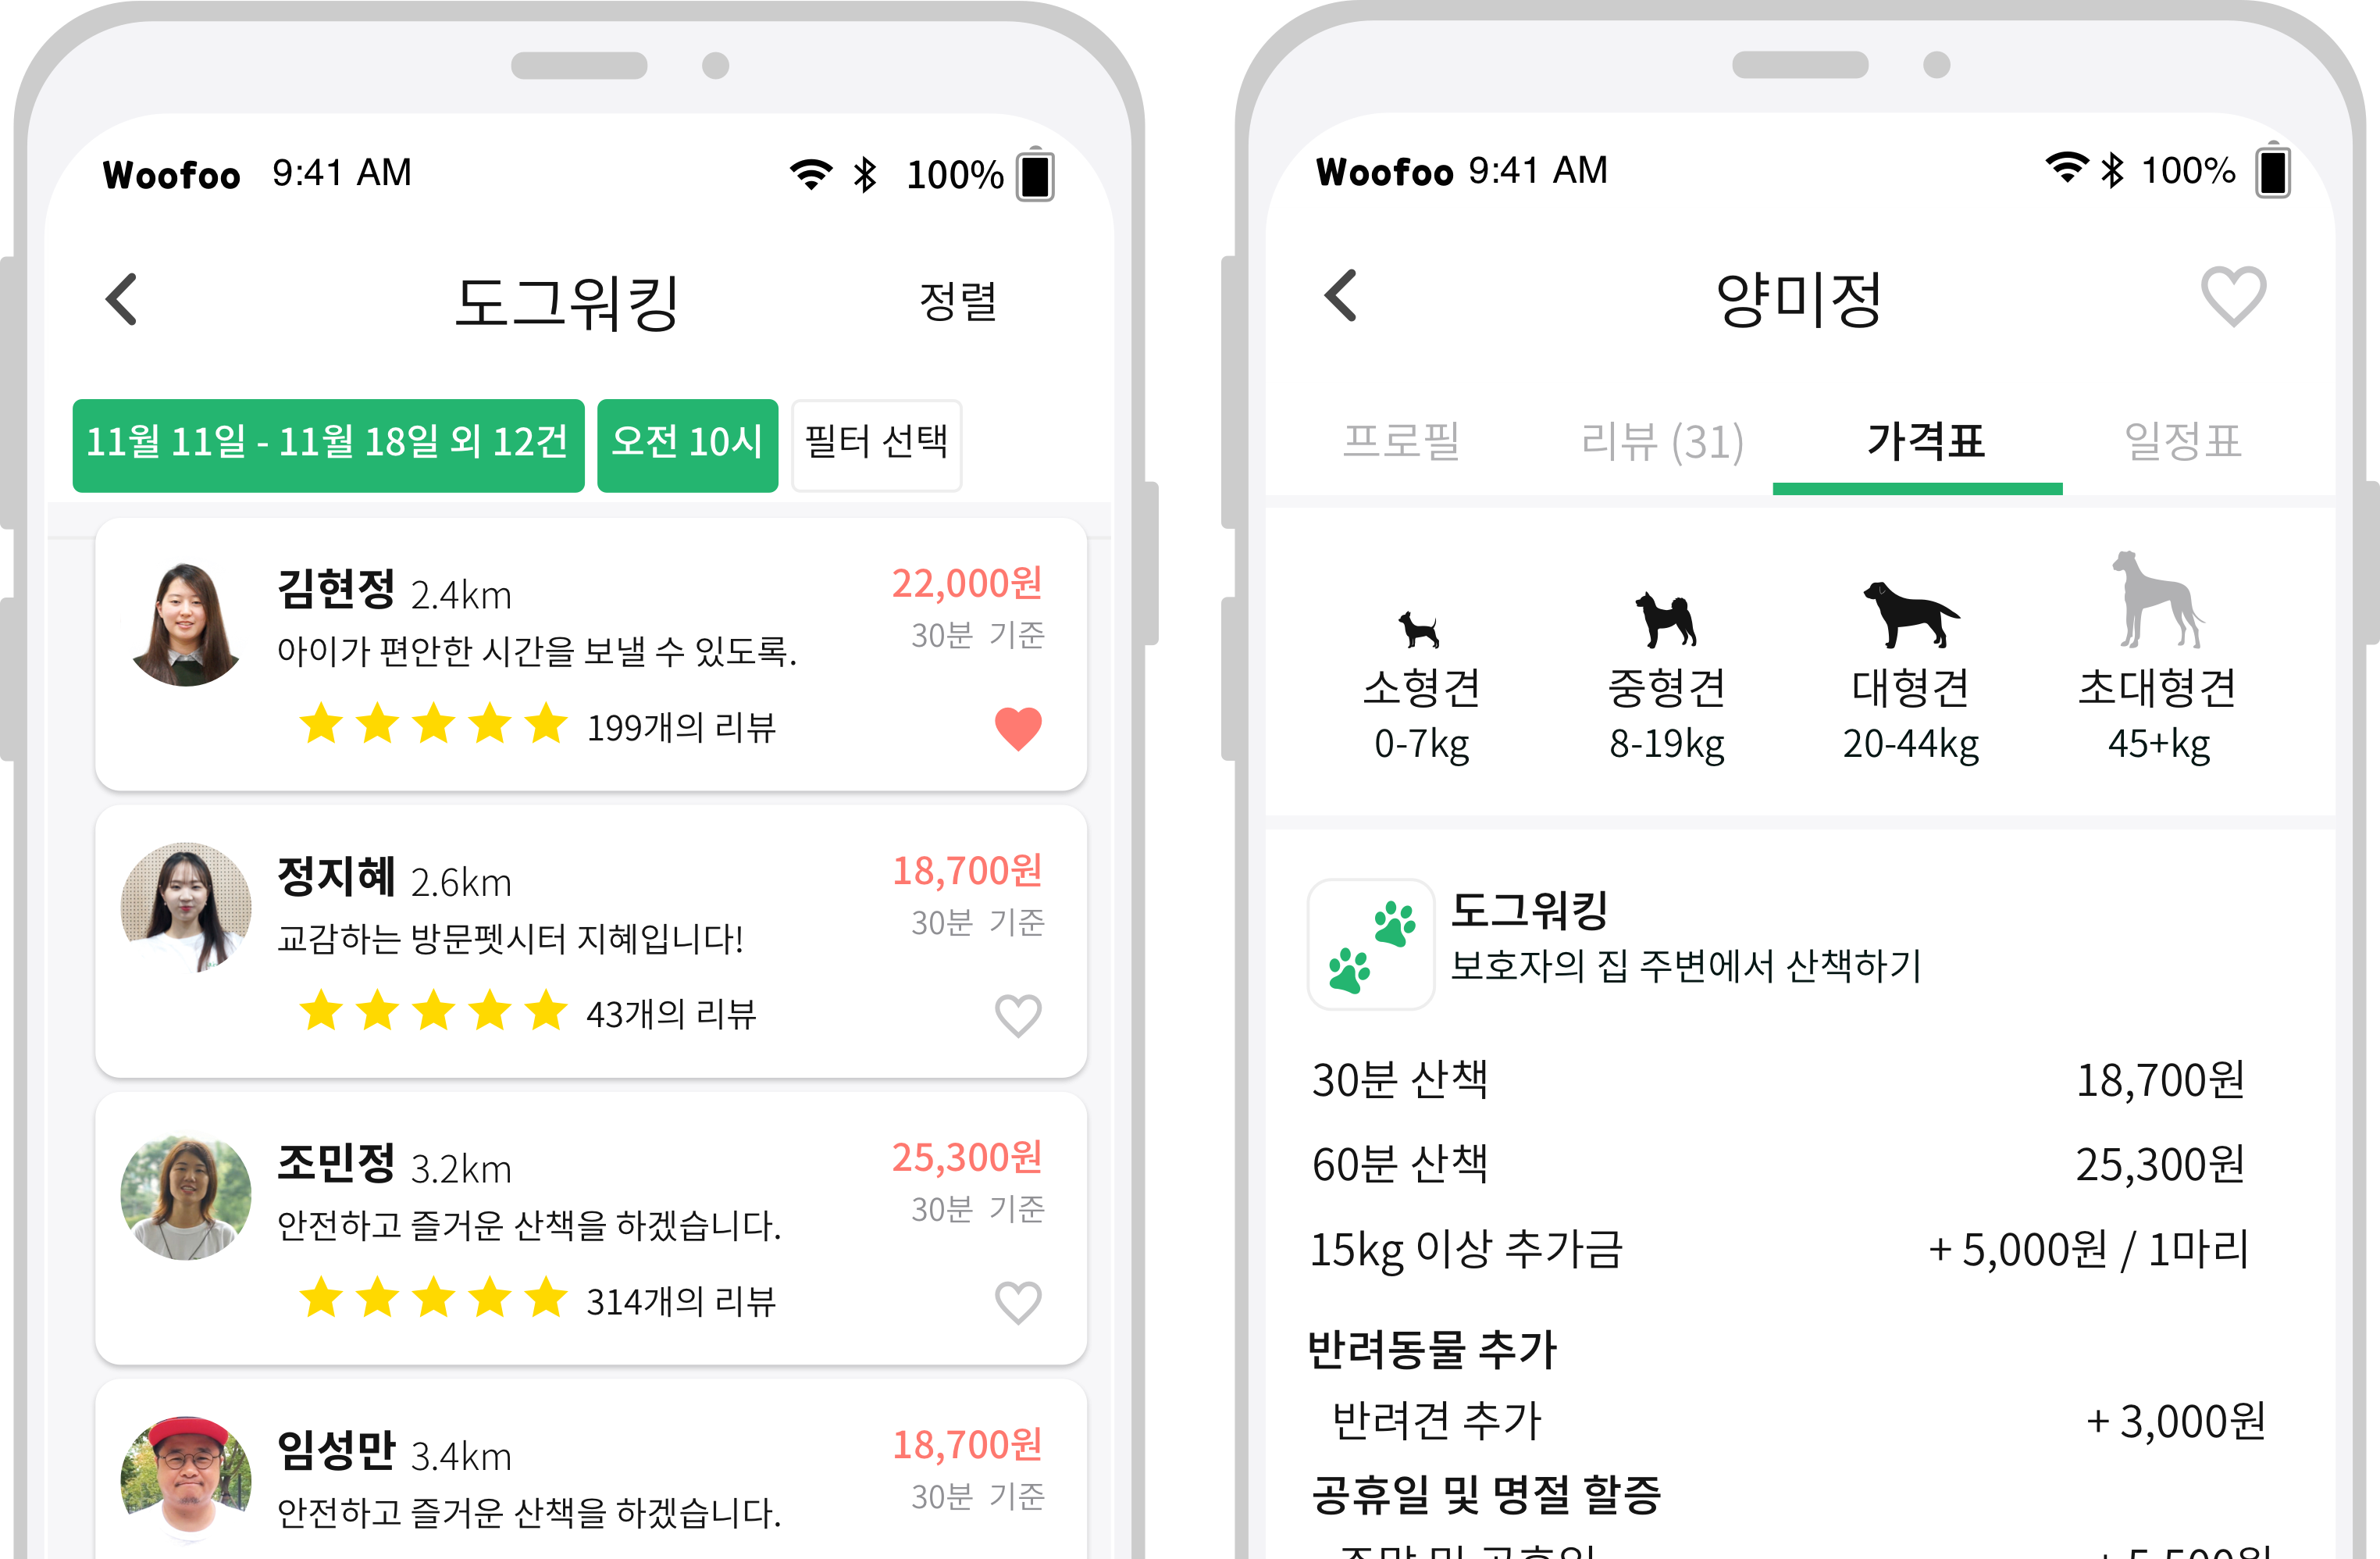 Woofoo 9:41 AM 100%
도그워킹 정렬
11월 11일 - 11월 18일 외 12건 오전 10시 필터 선택
김현정 2.4km 22,000원
아이가 편안한 시간을 보낼 수 있도록. 30분 기준
199개의 리뷰
정지혜 2.6km 18,700원
교감하는 방문펫시터 지혜입니다! 30분 기준
43개의 리뷰
조민정 3.2km 25,300원
안전하고 즐거운 산책을 하겠습니다. 30분 기준
314개의 리뷰
임성만 3.4km 18,700원
안전하고 즐거운 산책을 하겠습니다. 30분 기준
Woofoo 9:41 AM 100%
양미정
프로필 리뷰 (31) 가격표 일정표
소형견 중형견 대형견 초대형견
0-7kg 8-19kg 20-44kg 45+kg
도그워킹
보호자의 집 주변에서 산책하기
30분 산책 18,700원
60분 산책 25,300원
15kg 이상 추가금 + 5,000원 / 1마리
반려동물 추가
반려견 추가 + 3,000원
공휴일 및 명절 할증